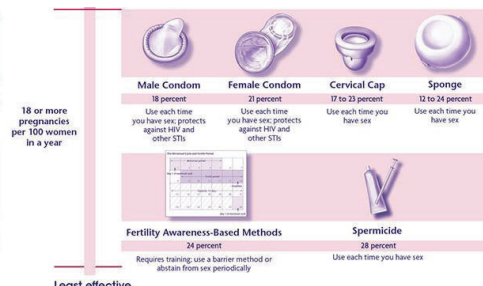 Male Condom
Female Condom
Cervical Cap
Sponge
18 percent
21 percent
17 to 23 percent
12 to 24 percent
18 or more
pregnancies
per 100 women
in a year
Use each time
you have sex; protects
against HIV and
other STIs
Use each time
you have sex; protects
against HIV and
other STIs
Use each time you
have sex
Use each time you
have sex
Fertility Awareness-Based Methods
Spermicide
24 percent
28 percent
Requires training; use a barrier method or
abstain from sex periodically
Use each time you have sex
Least effective